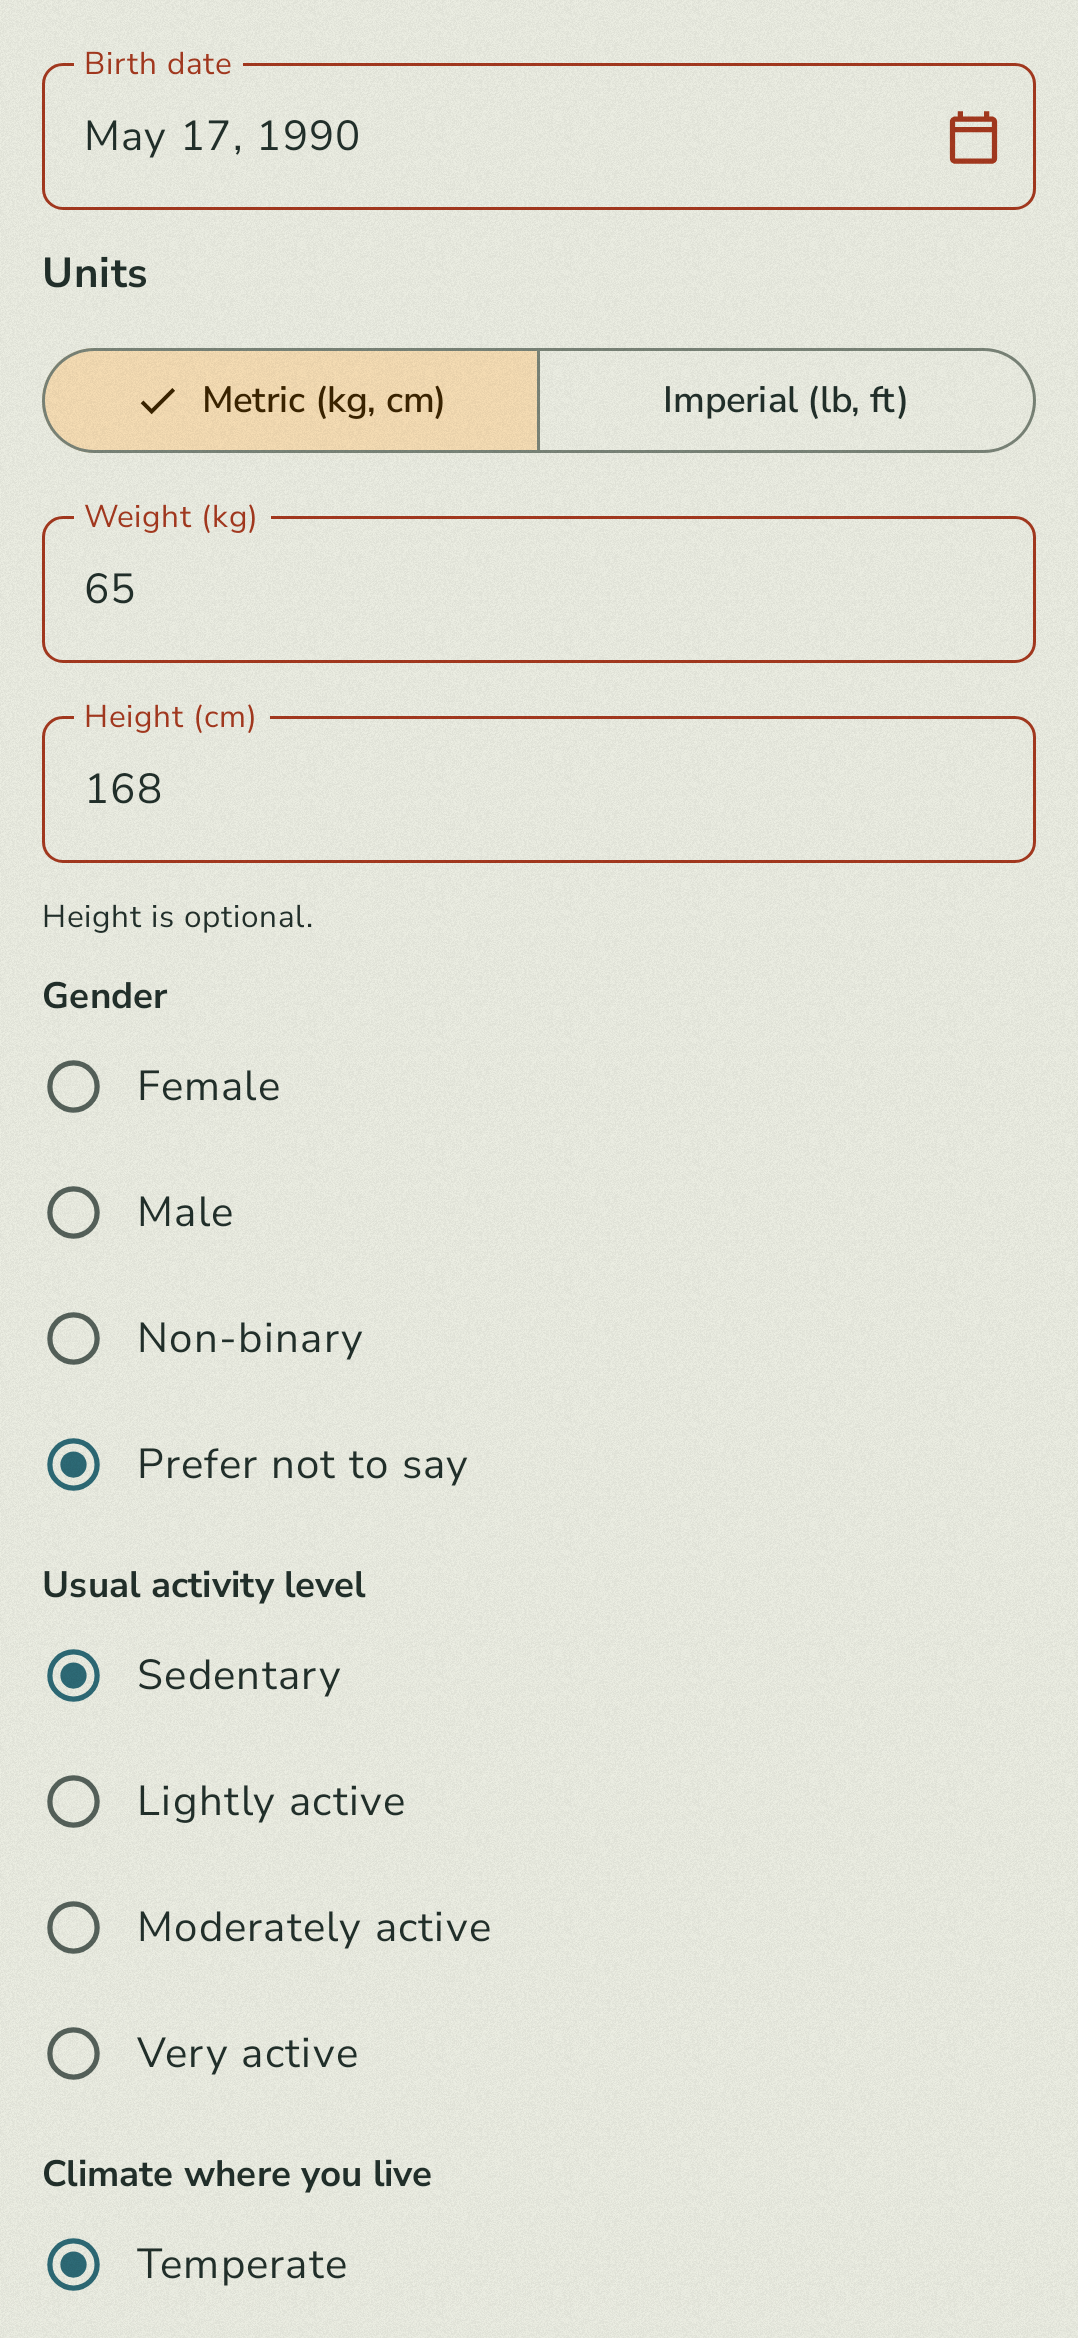 Birth date
May 17, 1990
Units
Metric (kg, cm)
Imperial (lb, ft)
Weight (kg)
65
Height (cm)
168
Height is optional.
Gender
Female
Male
Non-binary
Prefer not to say
Usual activity level
Sedentary
Lightly active
Moderately active
Very active
Climate where you live
Temperate